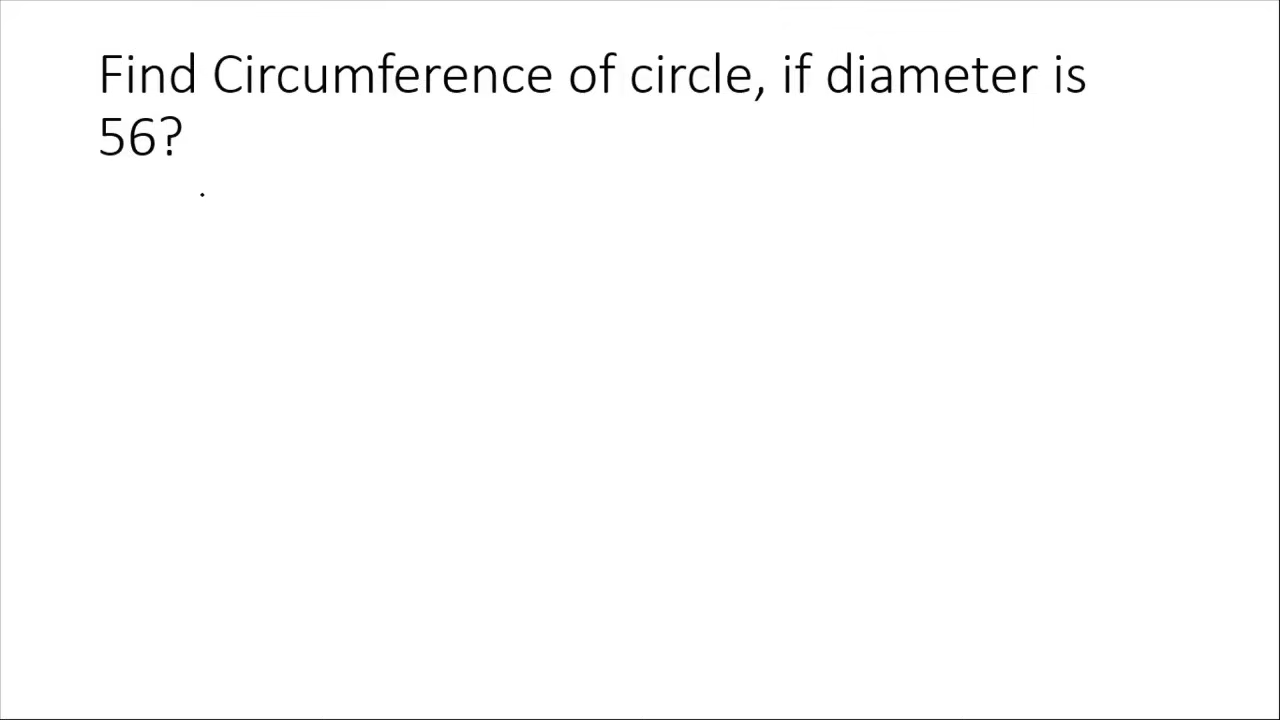 Find Circumference of circle, if diameter is
56?